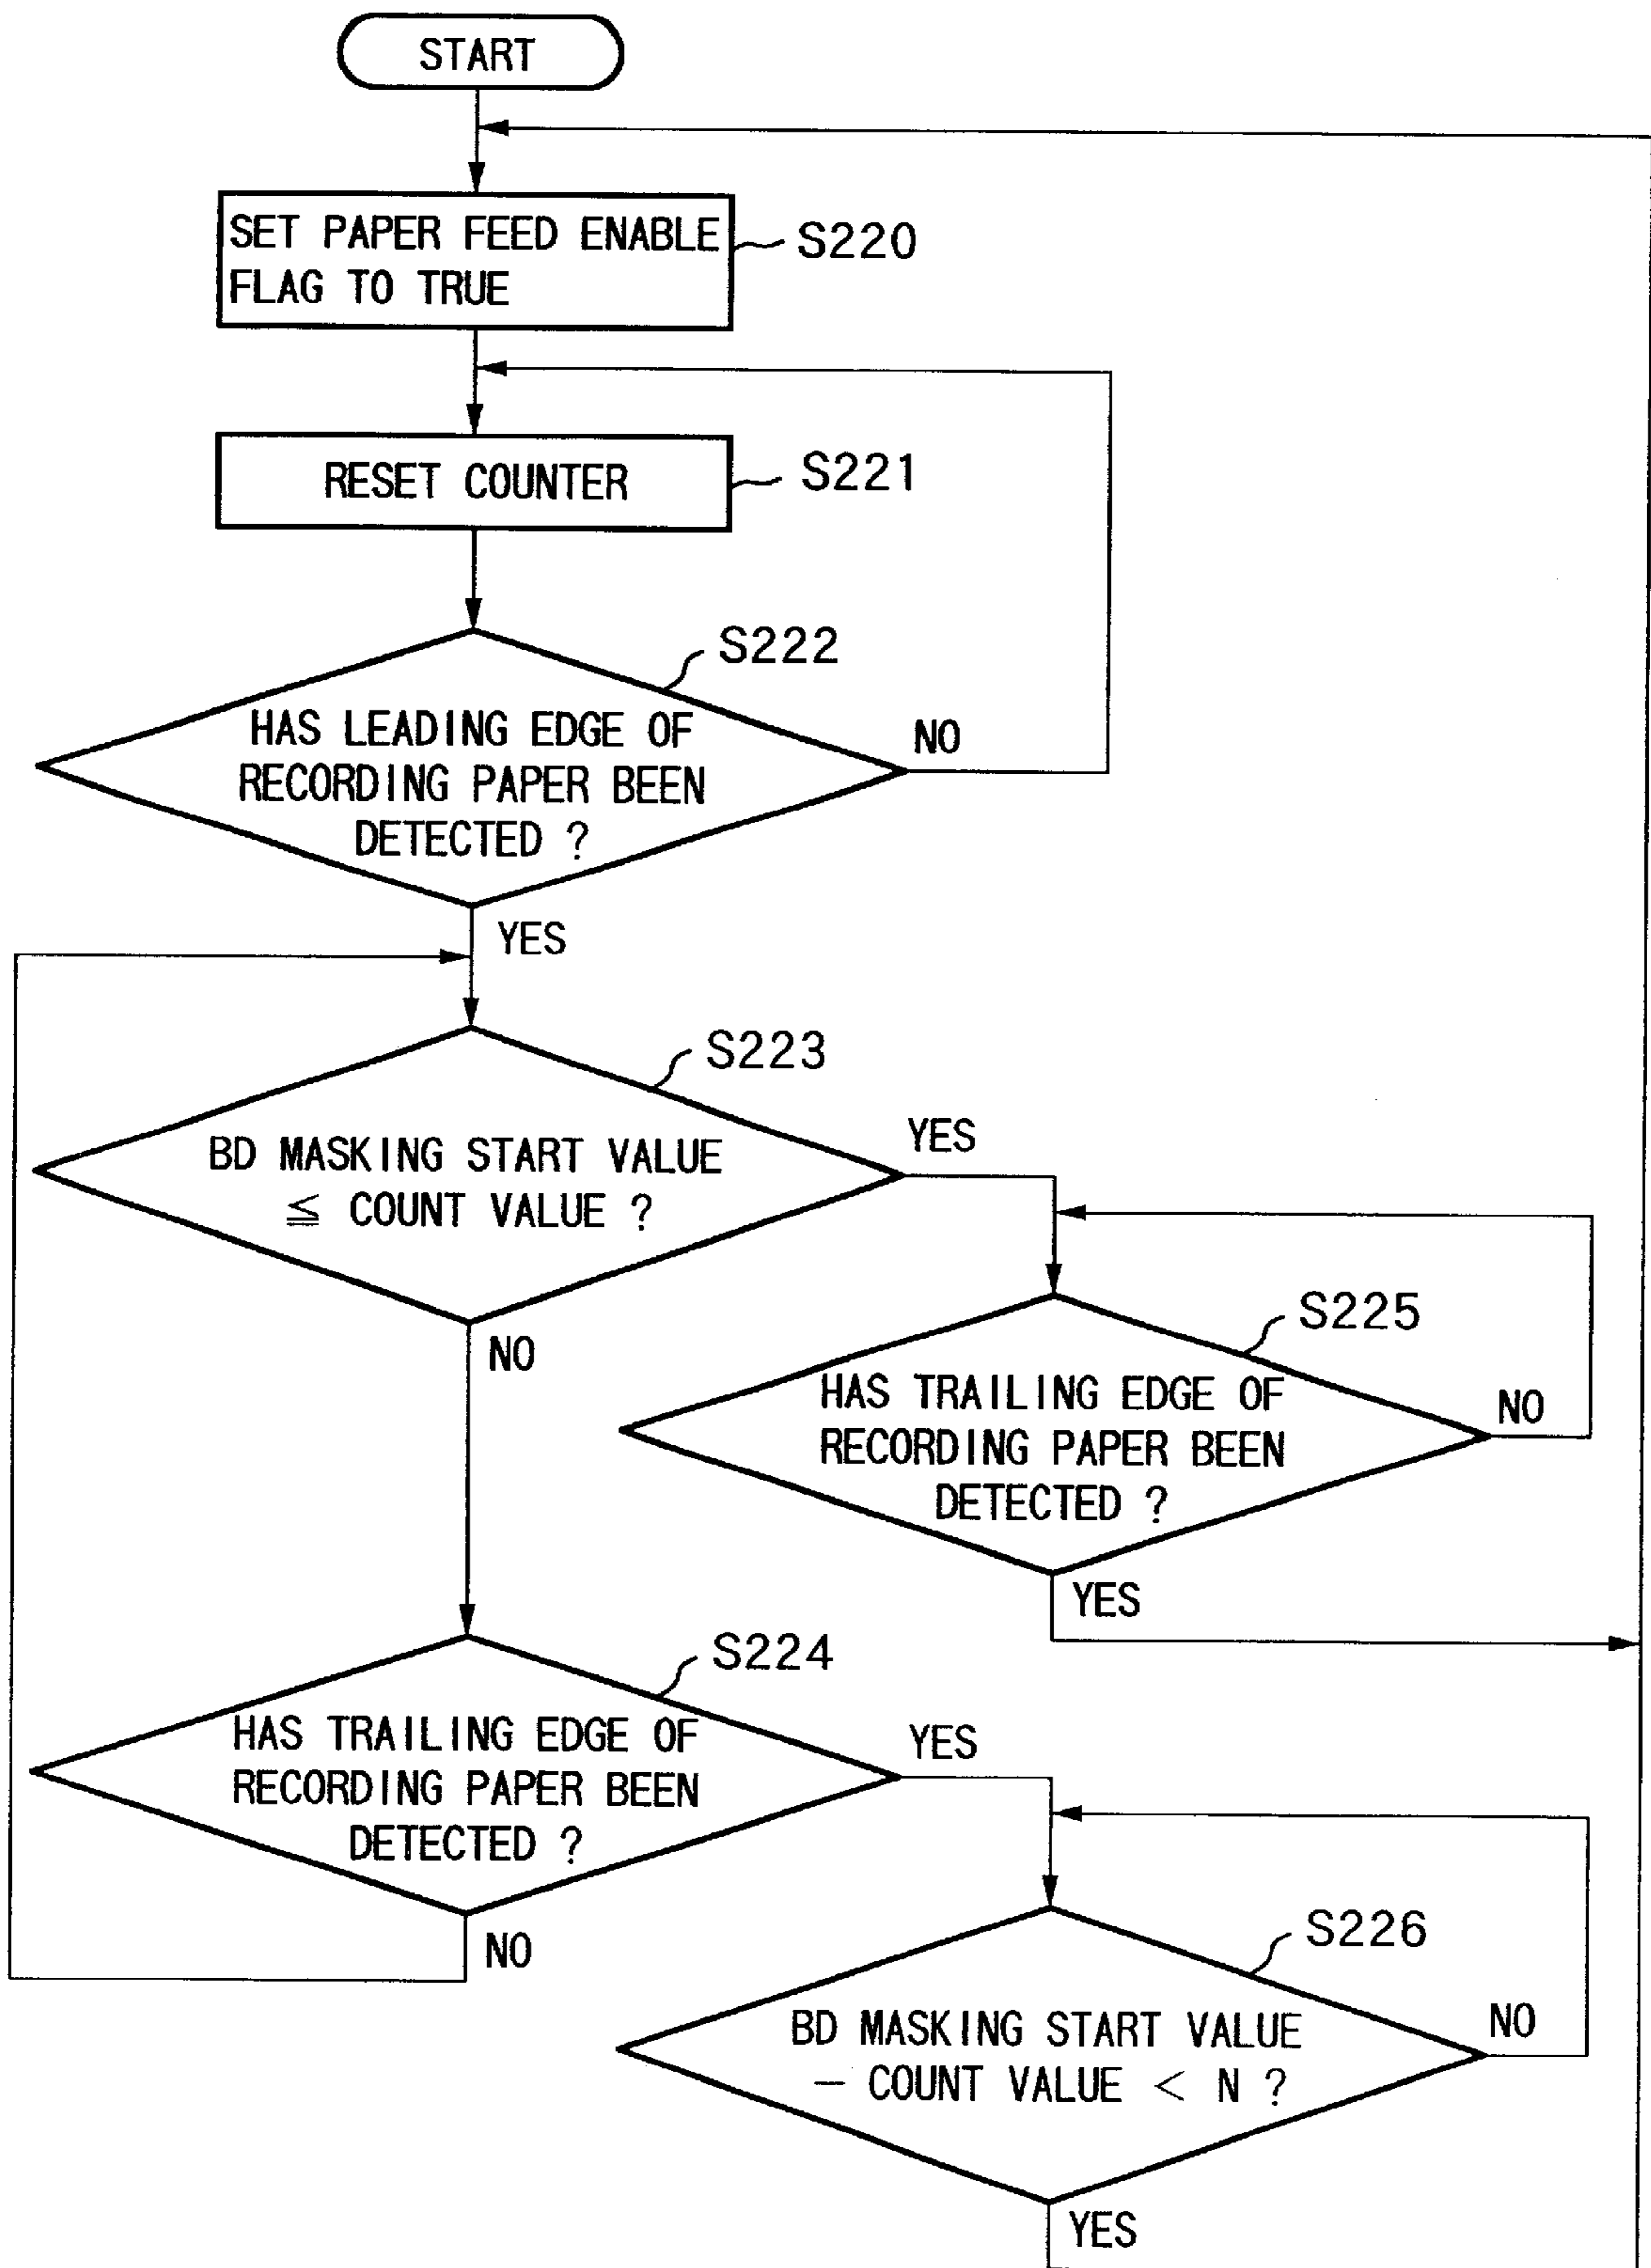 START
SET PAPER FEED ENABLE
FLAG TO TRUE
S220
RESET COUNTER
S221
S222
HAS LEADING EDGE OF
RECORDING PAPER BEEN
DETECTED ?
NO
YES
S223
BD MASKING START VALUE
≦ COUNT VALUE ?
YES
NO
S225
HAS TRAILING EDGE OF
RECORDING PAPER BEEN
DETECTED ?
NO
YES
S224
HAS TRAILING EDGE OF
RECORDING PAPER BEEN
DETECTED ?
YES
NO
S226
BD MASKING START VALUE
− COUNT VALUE < N ?
NO
YES